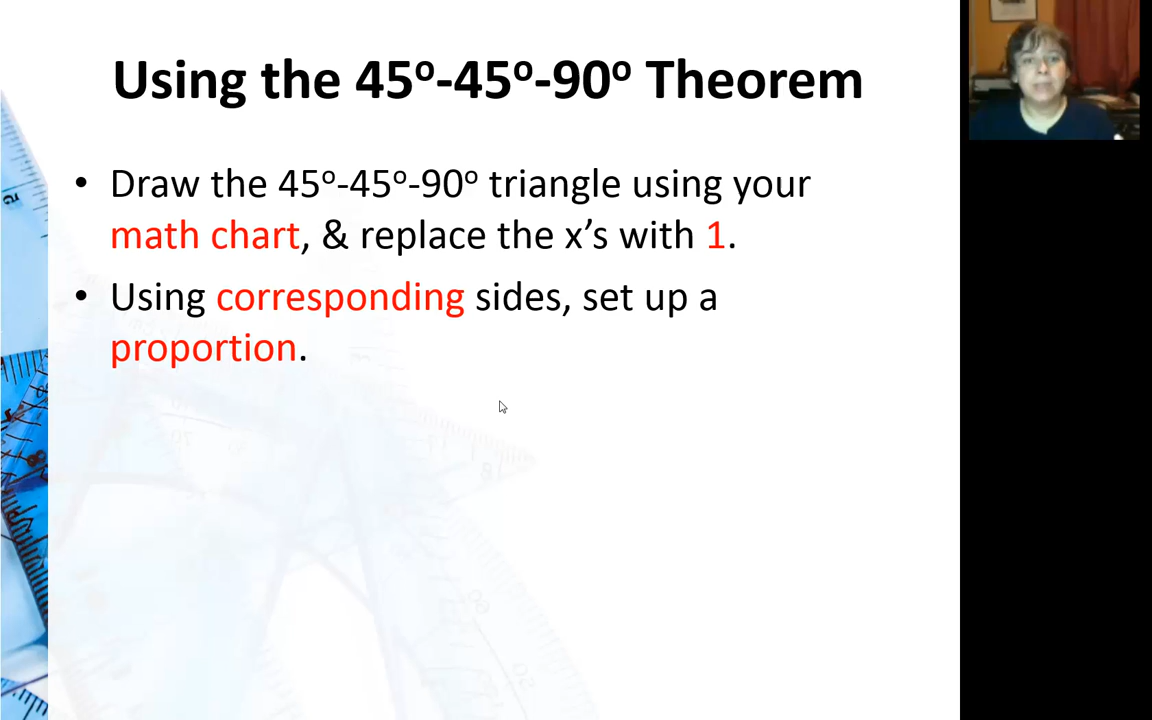 Using the 45º-45º-90º Theorem
• Draw the 45º-45º-90º triangle using your
math chart, & replace the x’s with 1.
• Using corresponding sides, set up a
proportion.